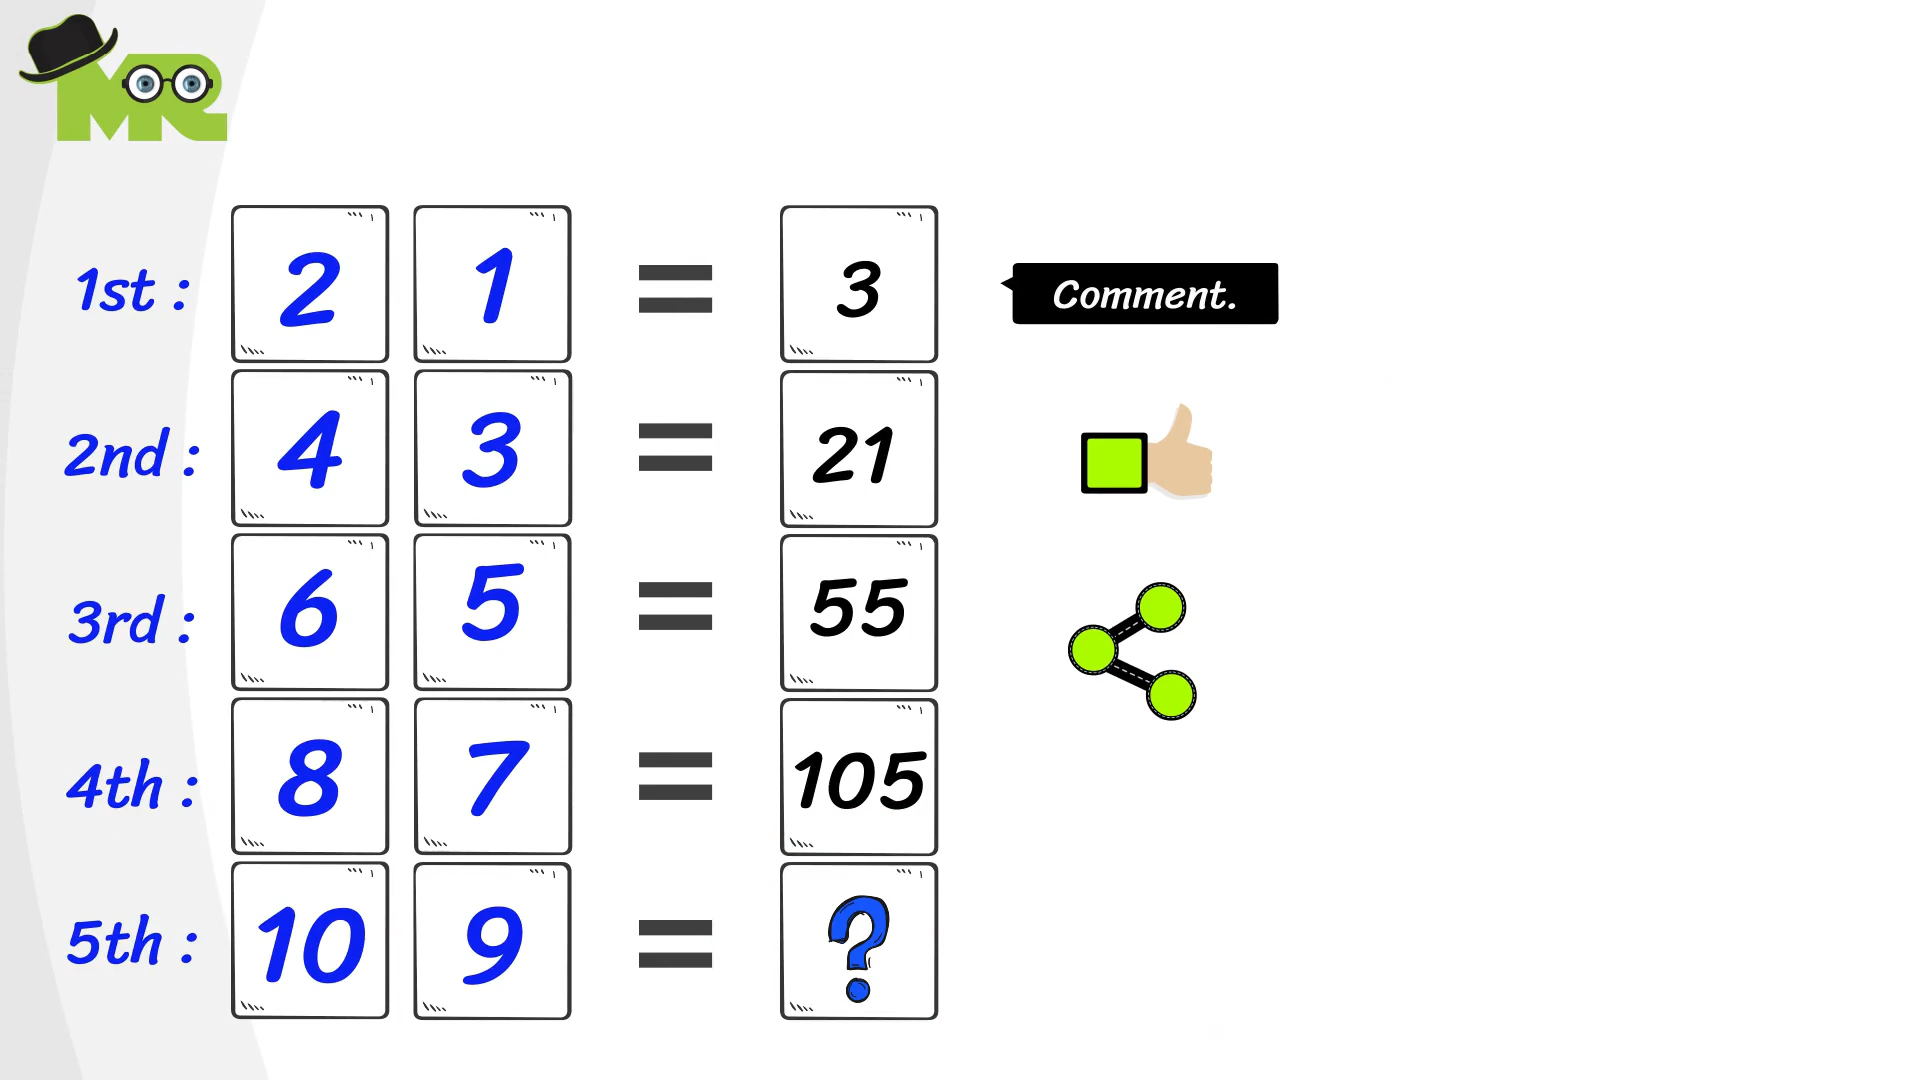 MR
1st : 2 1 = 3
Comment.
2nd : 4 3 = 21
3rd : 6 5 = 55
4th : 8 7 = 105
5th : 10 9 = ?